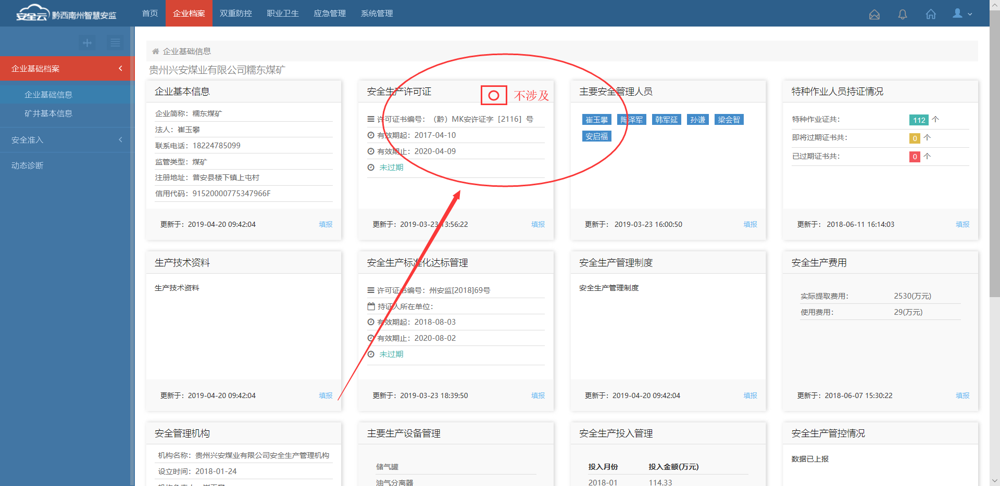 安全云 黔西南州智慧安监
首页 企业档案 双重防控 职业卫生 应急管理 系统管理
企业基础档案
企业基础信息
矿井基本信息
安全准入
动态诊断
企业基础信息
贵州兴安煤业有限公司糯东煤矿
企业基本信息
企业简称：糯东煤矿
法人：崔玉攀
联系电话：18224785099
监管类型：煤矿
注册地址：普安县楼下镇上屯村
信用代码：91520000775347966F
更新于：2019-04-20 09:42:04 填报
安全生产许可证
不涉及
许可证书编号：（黔）MK安许证字［2116］号
有效期起：2017-04-10
有效期止：2020-04-09
未过期
更新于：2019-03-23 13:56:22 填报
主要安全管理人员
崔玉攀 陶泽军 韩军延 孙谦 梁会智
安启福
更新于： 2019-03-23 16:00:50 填报
特种作业人员持证情况
特种作业证共： 112 个
即将过期证书共： 0 个
已过期证书共： 0 个
更新于： 2018-06-11 16:14:03 填报
生产技术资料
生产技术资料
更新于：2019-04-20 09:42:04 填报
安全生产标准化达标管理
许可证书编号：州安监[2018]69号
持证人所在单位：
有效期起：2018-08-03
有效期止：2020-08-02
未过期
更新于：2019-03-23 18:39:50 填报
安全生产管理制度
安全生产管理制度
更新于：2019-04-20 09:42:04 填报
安全生产费用
实际提取费用： 2530(万元)
使用费用： 29(万元)
更新于：2018-06-07 15:30:22 填报
安全管理机构
机构名称：贵州兴安煤业有限公司安全生产管理机构
设立时间：2018-01-24
主要生产设备管理
储气罐
油气分离器
安全生产投入管理
投入月份 投入金额(万元)
2018-01 114.33
安全生产管控情况
数据已上报